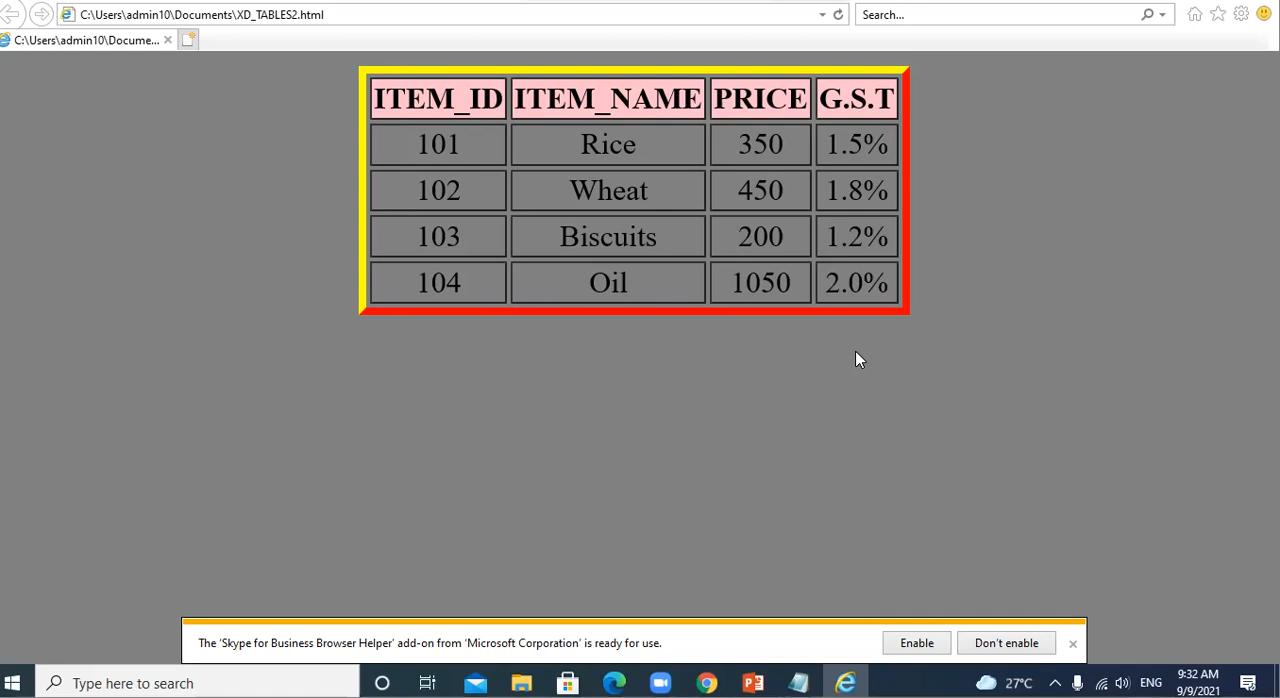 C:\Users\admin10\Documents\XD_TABLES2.html
Search...
C:\Users\admin10\Docume...
ITEM_ID ITEM_NAME PRICE G.S.T
101 Rice 350 1.5%
102 Wheat 450 1.8%
103 Biscuits 200 1.2%
104 Oil 1050 2.0%
The ‘Skype for Business Browser Helper’ add-on from ‘Microsoft Corporation’ is ready for use. Enable Don't enable
Type here to search
27°C
ENG
9:32 AM
9/9/2021